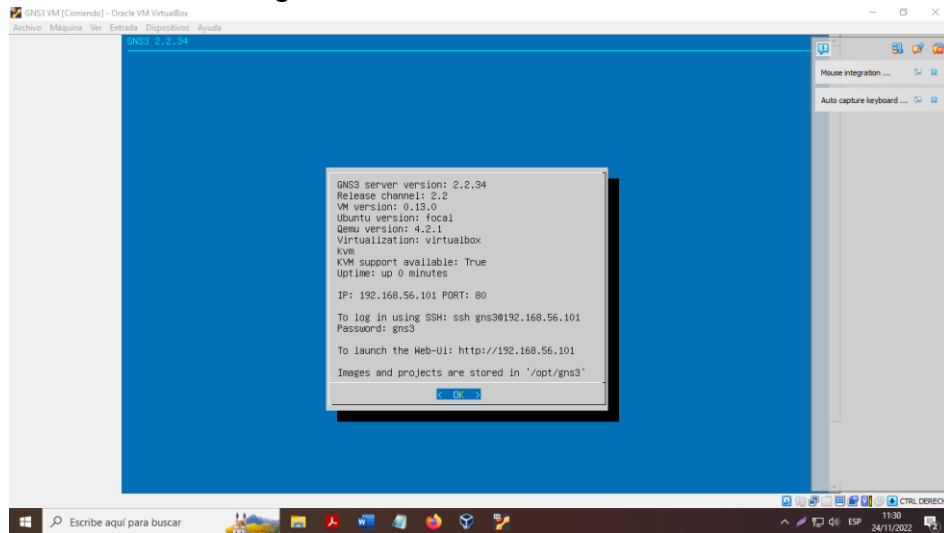 GNS3 VM [Corriendo] - Oracle VM VirtualBox
Archivo Máquina Ver Entrada Dispositivos Ayuda
GNS3 2.2.34
Mouse integration ...
Auto capture keyboard ...
GNS3 server version: 2.2.34
Release channel: 2.2
VM version: 0.13.0
Ubuntu version: focal
Qemu version: 4.2.1
Virtualization: virtualbox
kvm
KVM support available: True
Uptime: up 0 minutes
IP: 192.168.56.101 PORT: 80
To log in using SSH: ssh gns3@192.168.56.101
Password: gns3
To launch the Web-Ui: http://192.168.56.101
Images and projects are stored in '/opt/gns3'
< OK >
CTRL DERECH
Escribe aquí para buscar
ESP
11:30
24/11/2022
2